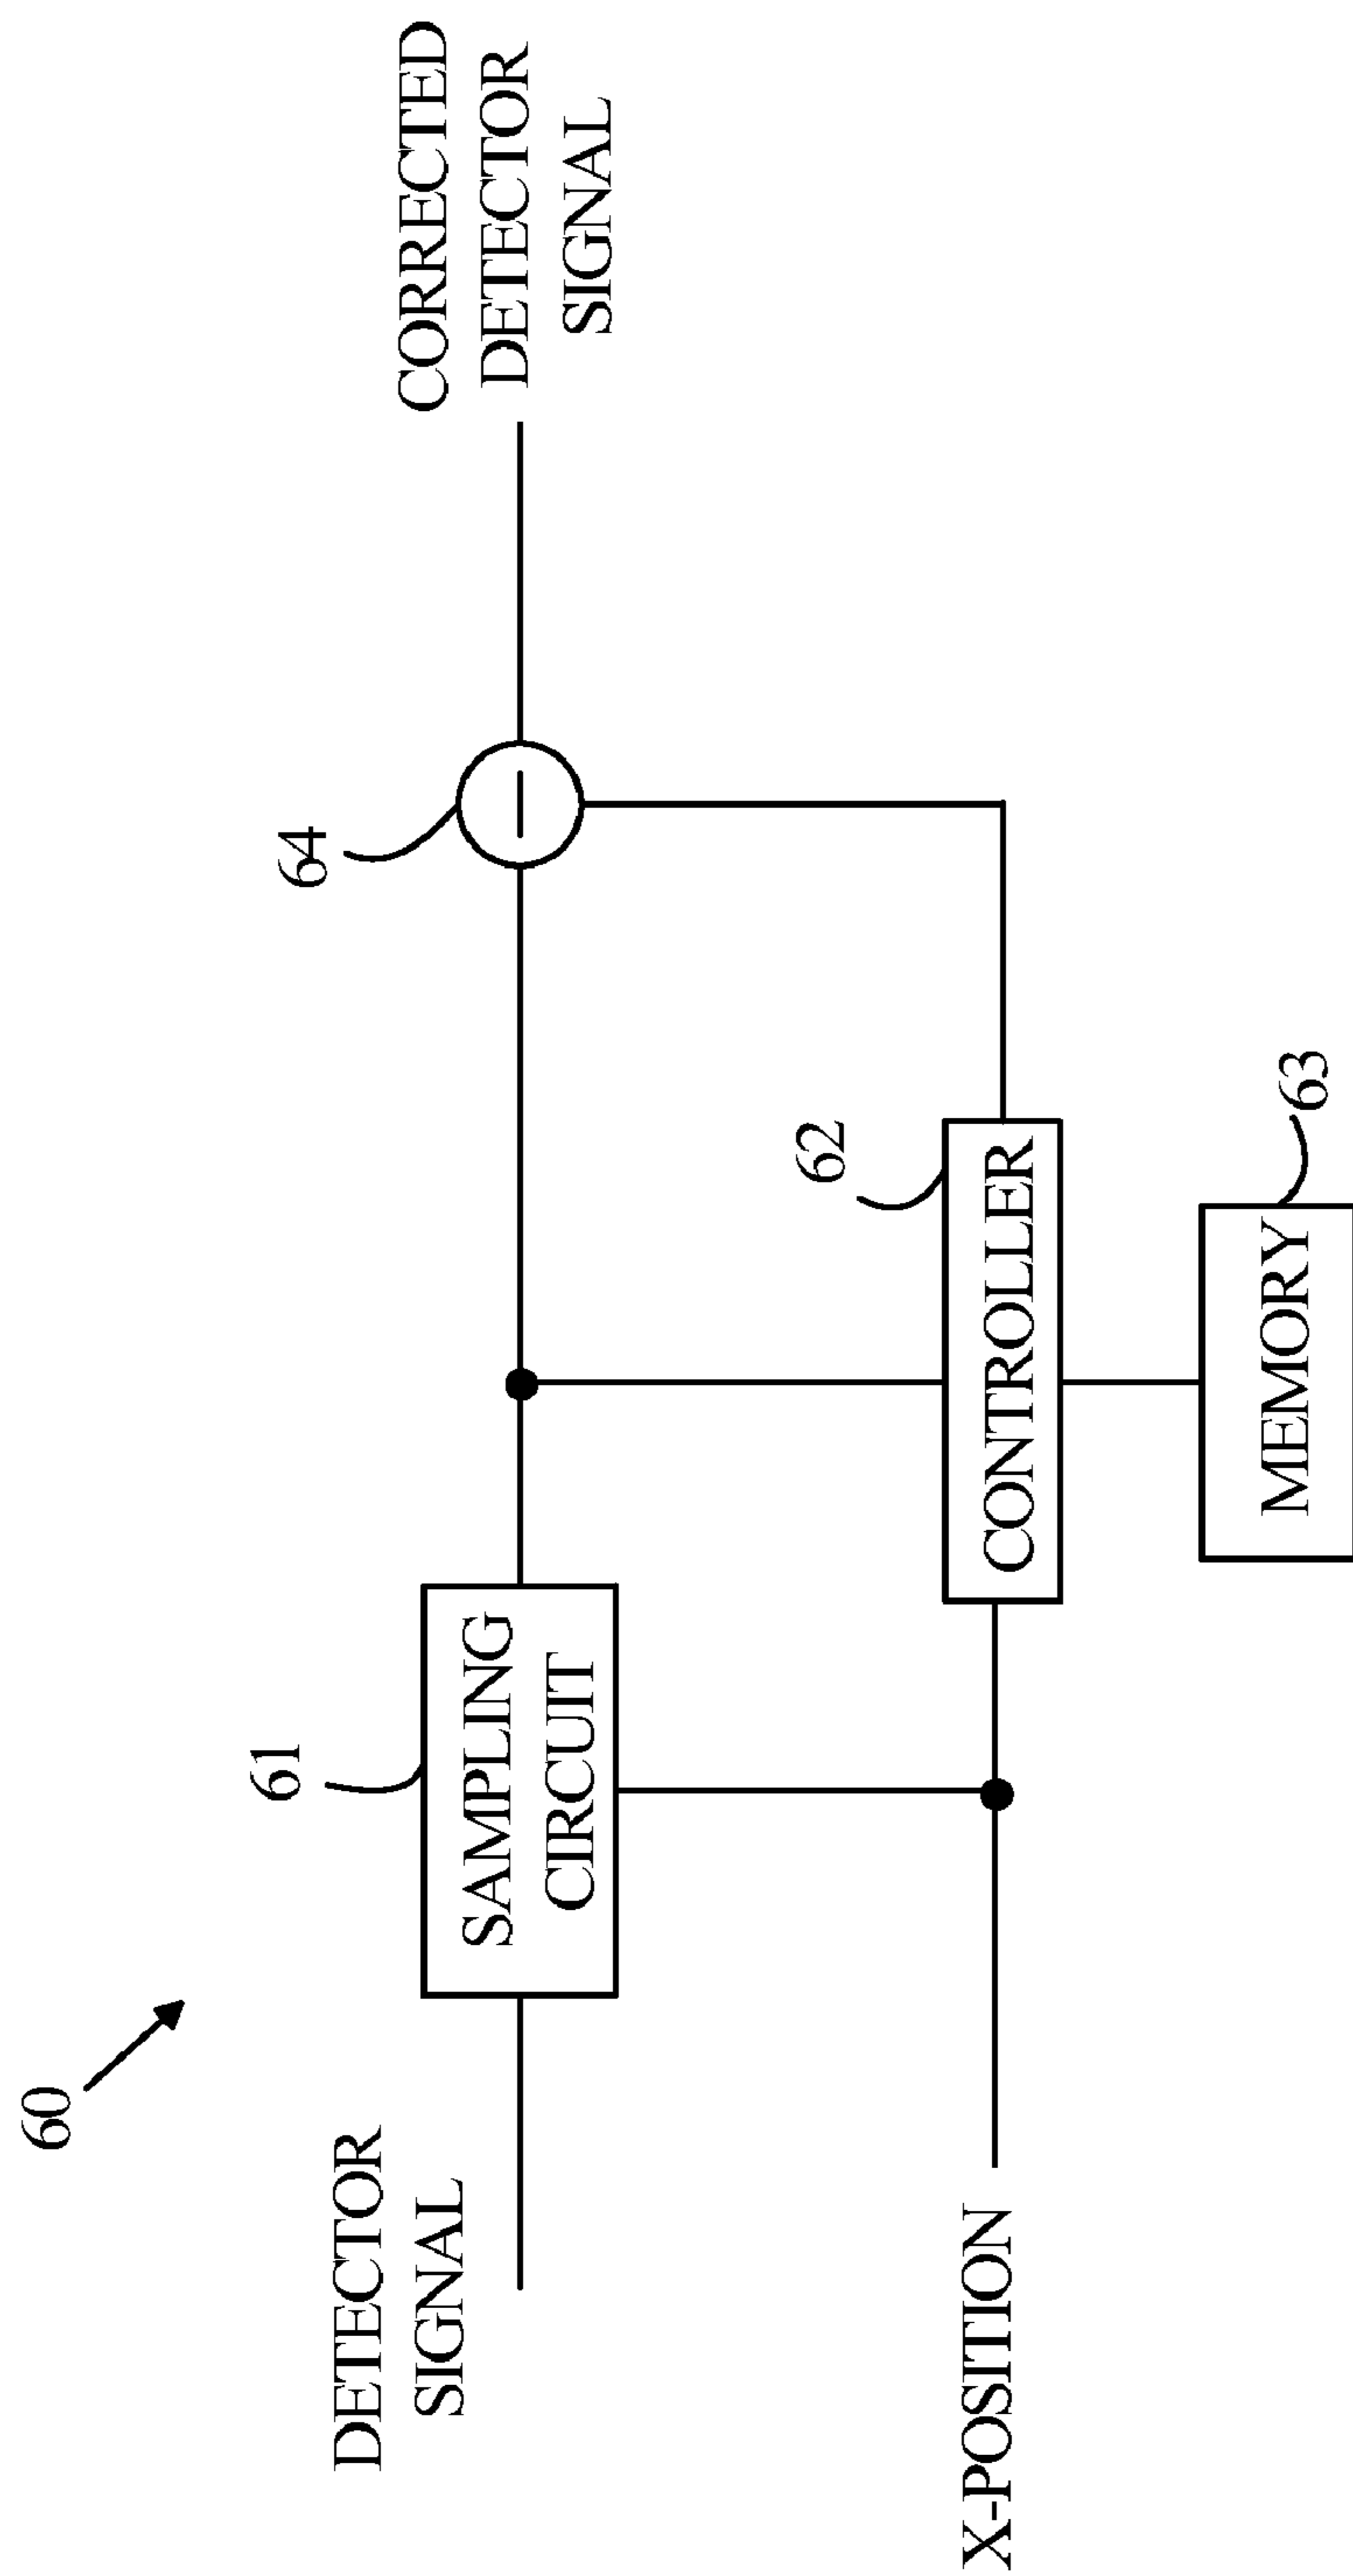 60
DETECTOR
SIGNAL
61
SAMPLING
CIRCUIT
64
CORRECTED
DETECTOR
SIGNAL
X-POSITION
62
CONTROLLER
MEMORY
63